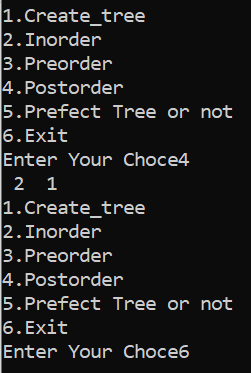 1.Create_tree
2.Inorder
3.Preorder
4.Postorder
5.Prefect Tree or not
6.Exit
Enter Your Choce4
 2  1
1.Create_tree
2.Inorder
3.Preorder
4.Postorder
5.Prefect Tree or not
6.Exit
Enter Your Choce6